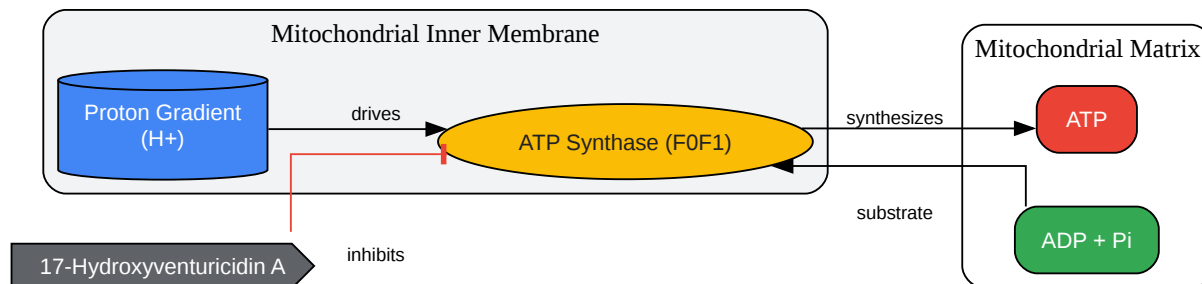 Mitochondrial Inner Membrane
Mitochondrial Matrix
Proton Gradient
(H+)
drives
ATP Synthase (F0F1)
synthesizes
ATP
substrate
ADP + Pi
17-Hydroxyventuricidin A
inhibits